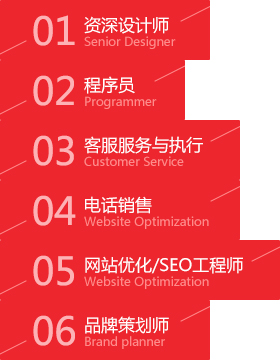 01 资深设计师
Senior Designer
02 程序员
Programmer
03 客服服务与执行
Customer Service
04 电话销售
Website Optimization
05 网站优化/SEO工程师
Website Optimization
06 品牌策划师
Brand planner